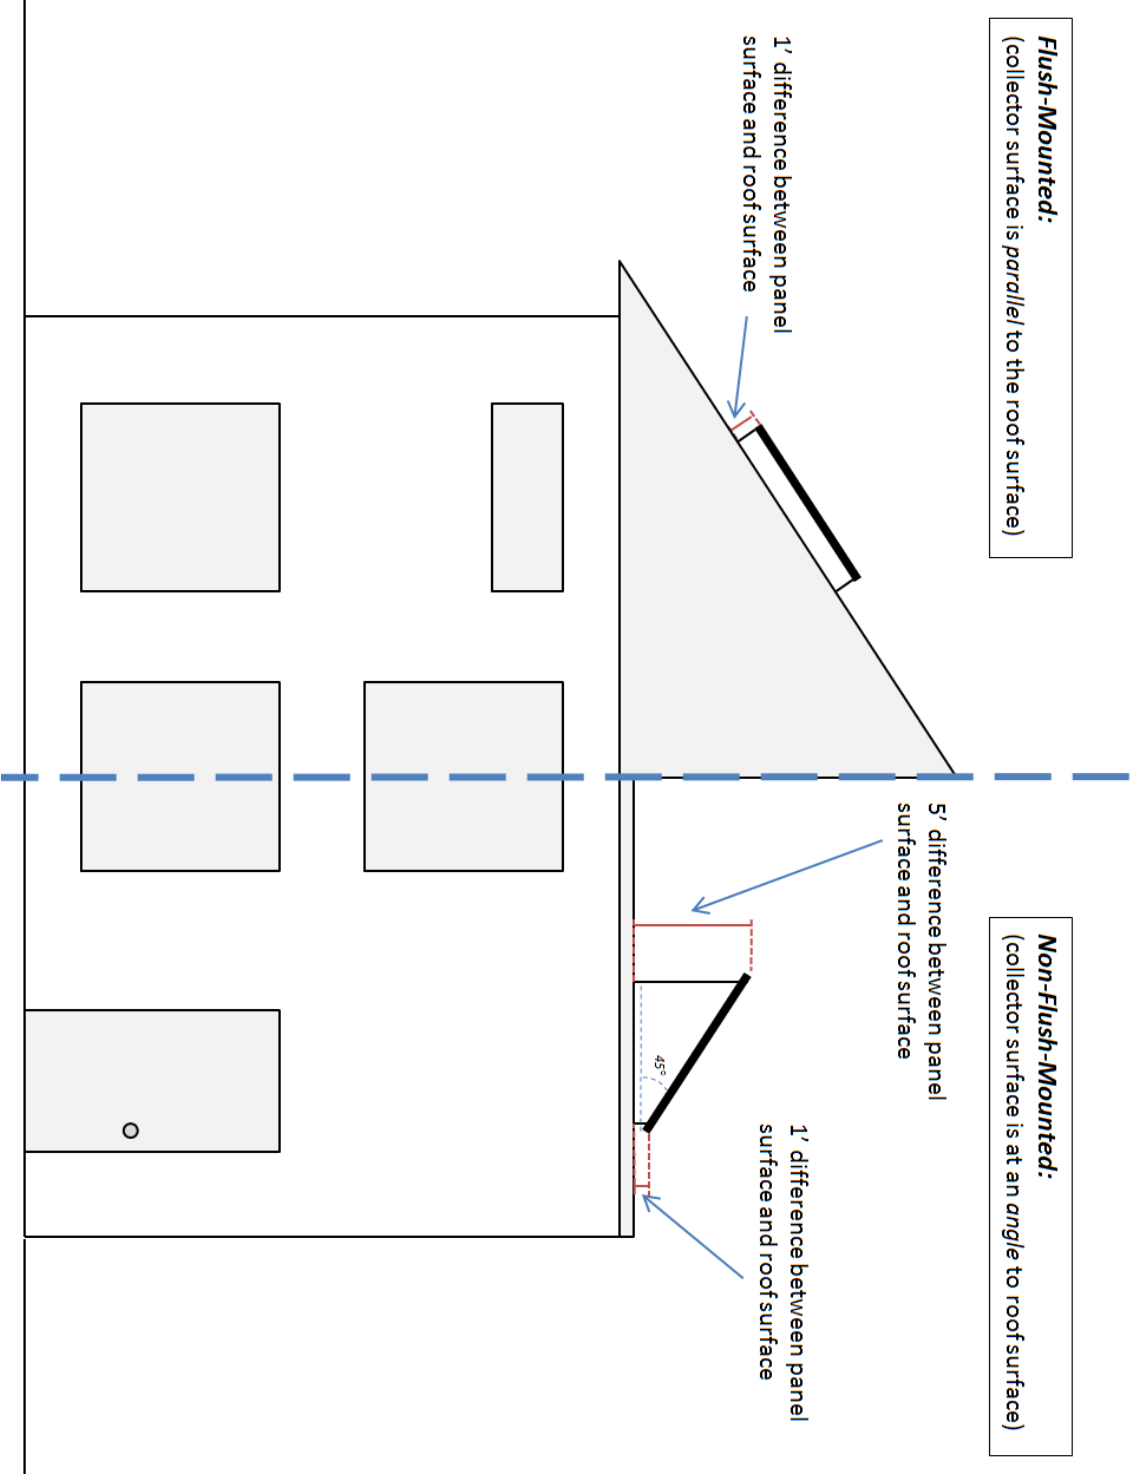 Flush-Mounted:
(collector surface is parallel to the roof surface)
1’ difference between panel
surface and roof surface
Non-Flush-Mounted:
(collector surface is at an angle to roof surface)
5’ difference between panel
surface and roof surface
45°
1’ difference between panel
surface and roof surface